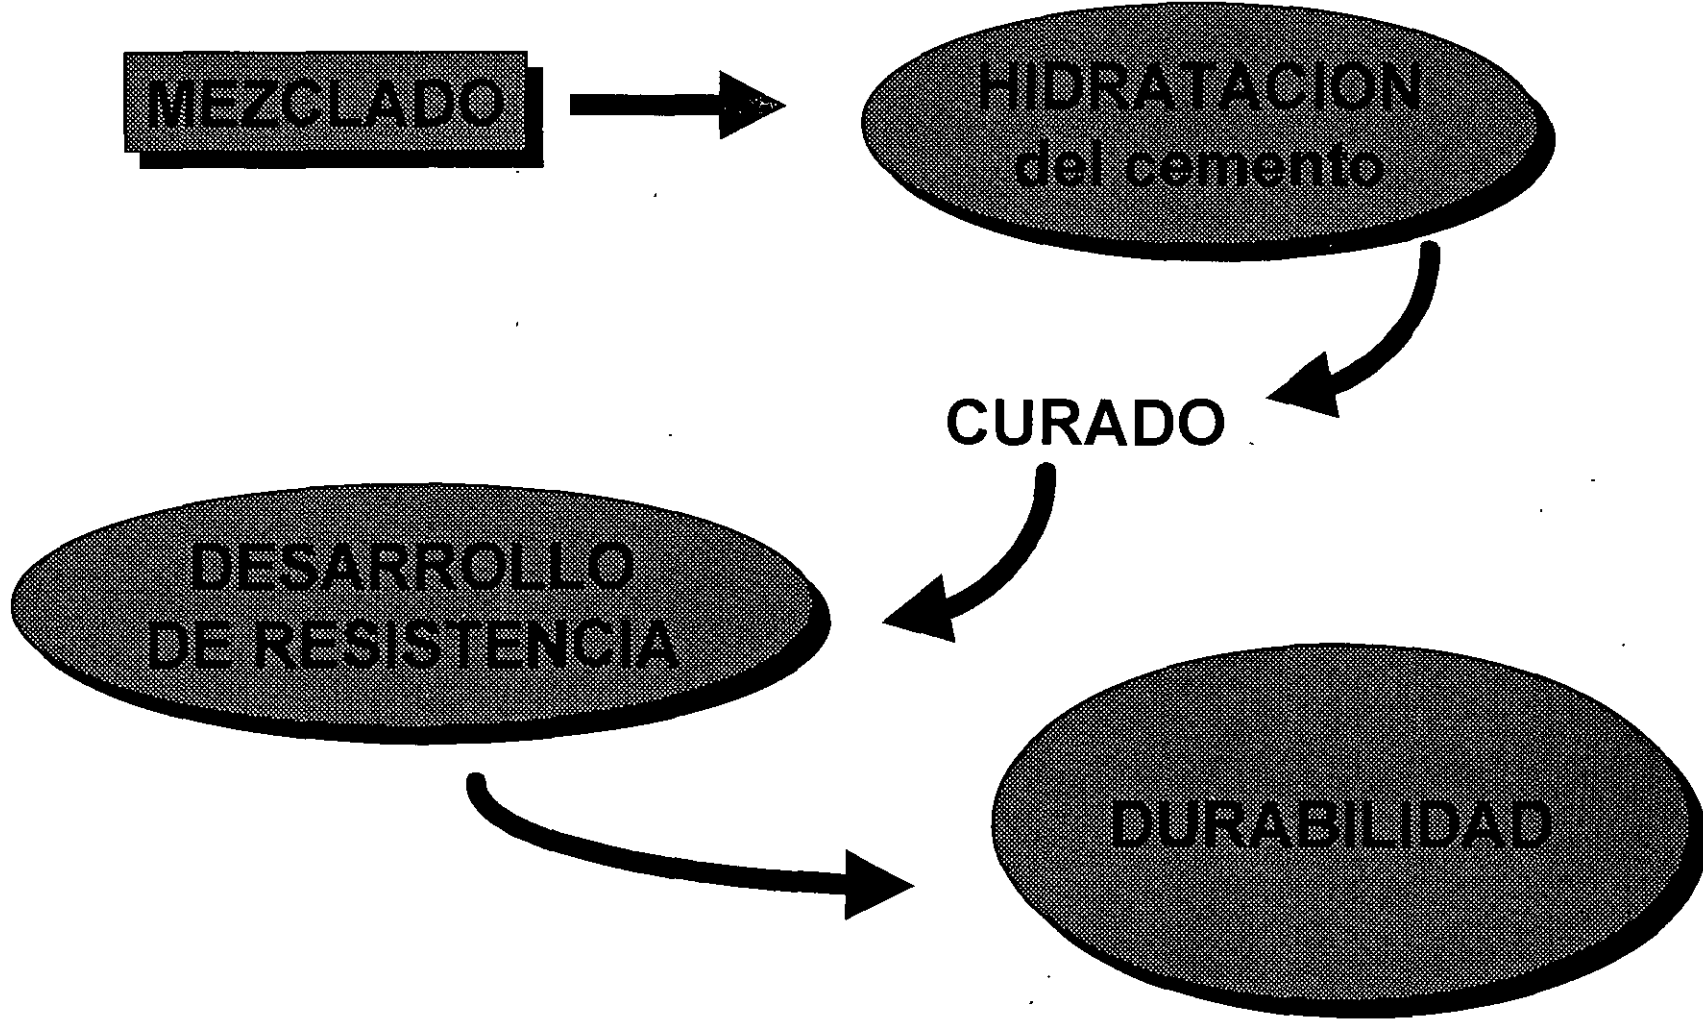 MEZCLADO
HIDRATACION
del cemento
CURADO
DESARROLLO
DE RESISTENCIA
DURABILIDAD